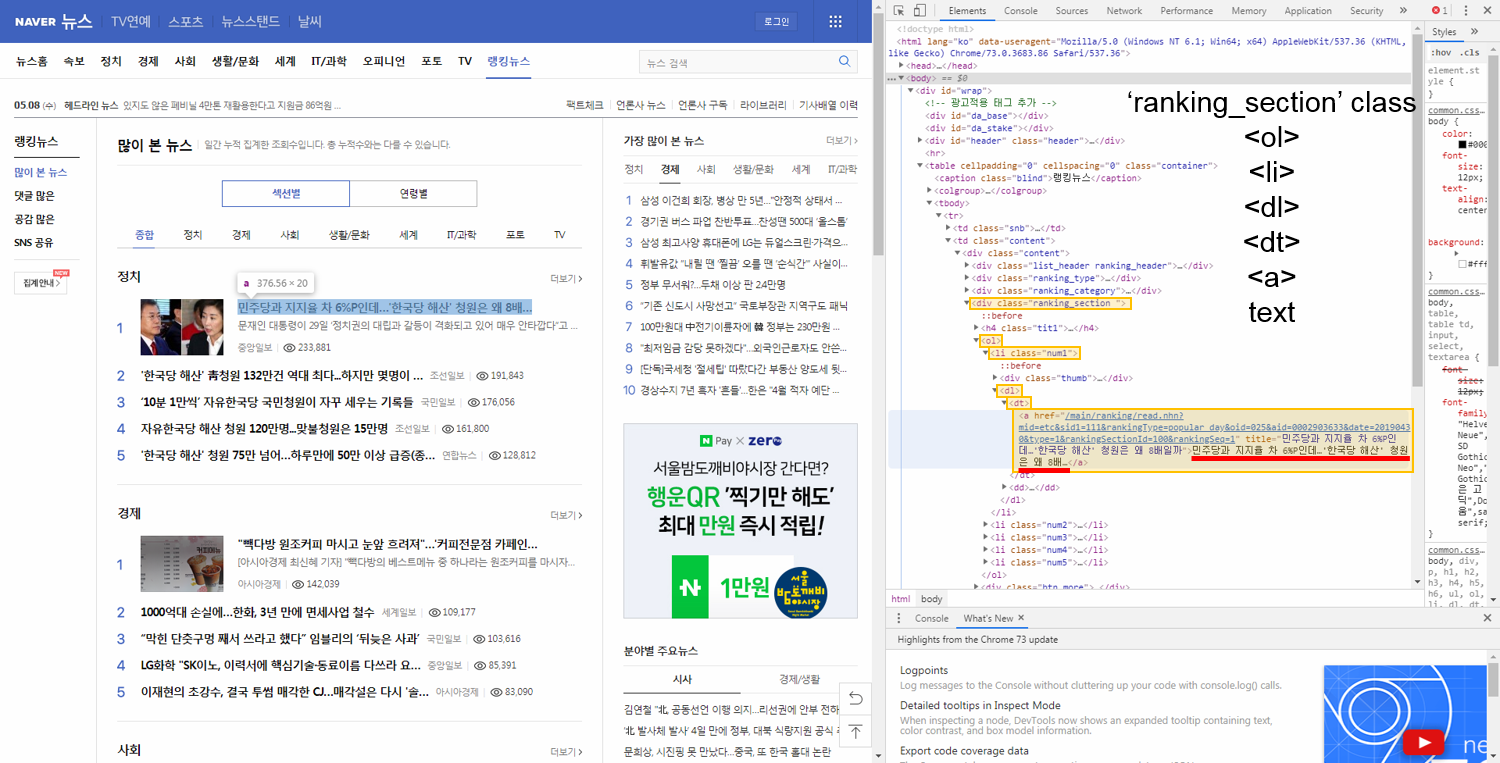 NAVER 뉴스 TV연예 스포츠 뉴스스탠드 날씨 로그인
뉴스홈 속보 정치 경제 사회 생활/문화 세계 IT/과학 오피니언 포토 TV 랭킹뉴스 뉴스 검색
05.08 (수) 헤드라인 뉴스 있지도 않은 페비닐 4만톤 재활용한다고 지원금 86억원 ...
팩트체크 언론사 뉴스 언론사 구독 라이브러리 기사배열 이력
랭킹뉴스
많이 본 뉴스
댓글 많은
공감 많은
SNS 공유
집계안내 NEW
많이 본 뉴스 일간 누적 집계한 조회수입니다. 총 누적수와는 다를 수 있습니다.
섹션별 연령별
종합 정치 경제 사회 생활/문화 세계 IT/과학 포토 TV
정치 더보기
a 376.56 × 20
1 민주당과 지지율 차 6%P인데...'한국당 해산' 청원은 왜 8배...
문재인 대통령이 29일 '정치권의 대립과 갈등이 격화되고 있어 매우 안타깝다"고 ...
중앙일보 233,881
2 '한국당 해산' 靑청원 132만건 역대 최다...하지만 몇명이 ... 조선일보 191,843
3 ‘10분 1만씩’ 자유한국당 국민청원이 자꾸 세우는 기록들 국민일보 176,056
4 자유한국당 해산 청원 120만명...맞불청원은 15만명 조선일보 161,800
5 '한국당 해산' 청원 75만 넘어...하루만에 50만 이상 급증(종... 연합뉴스 128,812
경제 더보기
커피메뉴
1 "빽다방 원조커피 마시고 눈앞 흐려져"...'커피전문점 카페인...
[아시아경제 최신혜 기자] "빽다방의 베스트메뉴 중 하나라는 원조커피를 마시자...
아시아경제 142,039
2 1000억대 손실에...한화, 3년 만에 면세사업 철수 세계일보 109,177
3 “막힌 단춧구멍 째서 쓰라고 했다” 임블리의 ‘뒤늦은 사과’ 국민일보 103,616
4 LG화학 "SK이노, 이력서에 핵심기술·동료이름 다쓰라 요... 중앙일보 85,391
5 이재현의 초강수, 결국 투썸 매각한 CJ...매각설은 다시 '솔... 아시아경제 83,090
사회 더보기
가장 많이 본 뉴스 더보기
정치 경제 사회 생활/문화 세계 IT/과학
1 삼성 이건희 회장, 병상 만 5년..."안정적 상태서 ...
2 경기권 버스 파업 찬반투표...찬성땐 500대 '올스톱'
3 삼성 최고사양 휴대폰에 LG는 듀얼스크린·가격으...
4 휘발유값 "내릴 땐 '찔끔' 오를 땐 '순식간'" 사실이...
5 정부 무서워?...두채 이상 판 2.4만명
6 "기존 신도시 사망선고" 국토부장관 지역구도 패닉
7 100만원대 中전기이륜차에 韓 정부는 230만원 ...
8 "최저임금 감당 못하겠다"...외국인근로자도 안쓴...
9 [단독]국세청 '절세팁' 따랐다간 부동산 양도세 뒷...
10 경상수지 7년 흑자 '흔들'...한은 "4월 적자 예단 ...
N Pay × zero
서울밤도깨비야시장 간다면?
행운QR '찍기만 해도'
최대 만원 즉시 적립!
N 1만원 서울 밤도깨비 야시장
분야별 주요뉴스
시사 경제/생활
김연철 "北, 공동선언 이행 의지...리선권에 안부 전하
'北 발사체 발사' 4일 만에 정부, 대북 식량지원 공식 추
문희상, 시진핑 못 만났다...중국, 또 한국 홀대 논란
Elements Console Sources Network Performance Memory Application Security » 1
<!doctype html>
<html lang="ko" data-useragent="Mozilla/5.0 (Windows NT 6.1; Win64; x64) AppleWebKit/537.36 (KHTML,
like Gecko) Chrome/73.0.3683.86 Safari/537.36">
<head>…</head>
<body> == $0
<div id="wrap">
<!-- 광고적용 태그 추가 -->
<div id="da_base"></div>
<div id="da_stake"></div>
<div id="header" class="header">…</div>
<hr>
<table cellpadding="0" cellspacing="0" class="container">
<caption class="blind">랭킹뉴스</caption>
<colgroup>…</colgroup>
<tbody>
<tr>
<td class="snb">…</td>
<td class="content">
<div class="content">
<div class="list_header ranking_header">…</div>
<div class="ranking_type">…</div>
<div class="ranking_category">…</div>
<div class="ranking_section ">
::before
<h4 class="tit1">…</h4>
<ol>
<li class="num1">
::before
<div class="thumb">…</div>
<dl>
<dt>
<a href="/main/ranking/read.nhn?
mid=etc&sid1=111&rankingType=popular_day&oid=025&aid=0002903633&date=2019043
0&type=1&rankingSectionId=100&rankingSeq=1" title="민주당과 지지율 차 6%P인
데…'한국당 해산' 청원은 왜 8배일까">민주당과 지지율 차 6%P인데…'한국당 해산' 청원
은 왜 8배…</a>
</dt>
<dd>…</dd>
</dl>
</li>
<li class="num2">…</li>
<li class="num3">…</li>
<li class="num4">…</li>
<li class="num5">…</li>
</ol>
<div class="btn_more">…</div>
html body
‘ranking_section’ class
<ol>
<li>
<dl>
<dt>
<a>
text
Styles »
:hov .cls
element.st
yle {
}
common.css…
body {
color:
#000
font-
size:
12px;
text-
align:
center
background:
#fff
}
common.css…
body,
table,
table td,
input,
select,
textarea {
font-
size:
12px;
font-
family
"Helve
Neue",
SD
Gothic
Neo","
Gothic
은 고
딕",Do
움",sa
serif;
}
common.css…
body, div,
p, h1, h2,
h3, h4, h5,
h6, ul, ol,
li, dl, dt,
Console What's New ×
Highlights from the Chrome 73 update
Logpoints
Log messages to the Console without cluttering up your code with console.log() calls.
Detailed tooltips in Inspect Mode
When inspecting a node, DevTools now shows an expanded tooltip containing text,
color contrast, and box model information.
Export code coverage data
ne